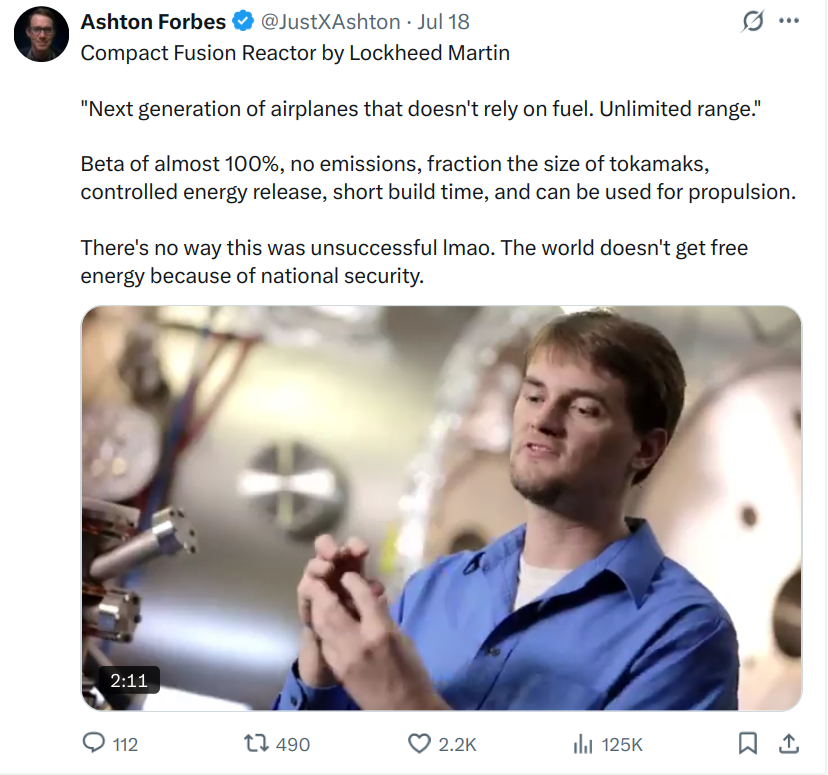 Ashton Forbes @JustXAshton · Jul 18
Compact Fusion Reactor by Lockheed Martin
"Next generation of airplanes that doesn't rely on fuel. Unlimited range."
Beta of almost 100%, no emissions, fraction the size of tokamaks,
controlled energy release, short build time, and can be used for propulsion.
There's no way this was unsuccessful lmao. The world doesn't get free
energy because of national security.
2:11
112 490 2.2K 125K